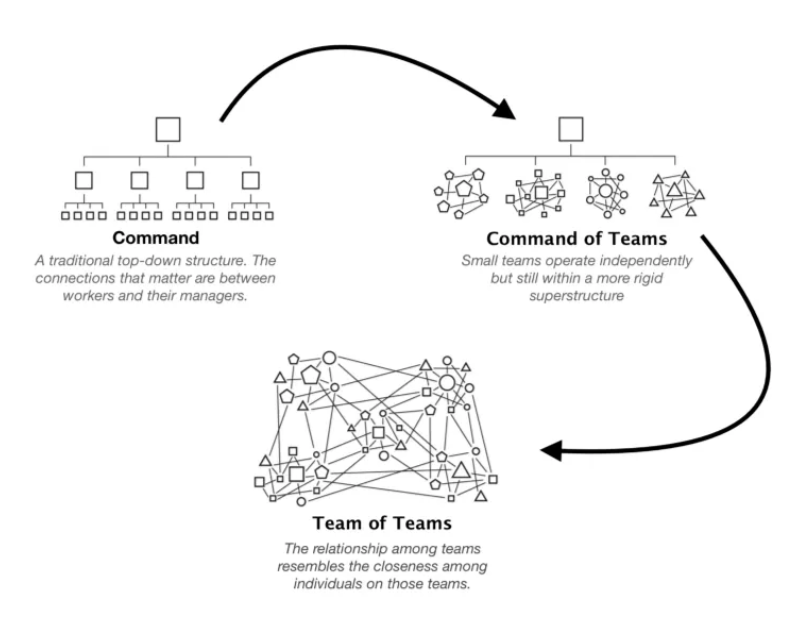 Command
A traditional top-down structure. The
connections that matter are between
workers and their managers.
Command of Teams
Small teams operate independently
but still within a more rigid
superstructure
Team of Teams
The relationship among teams
resembles the closeness among
individuals on those teams.